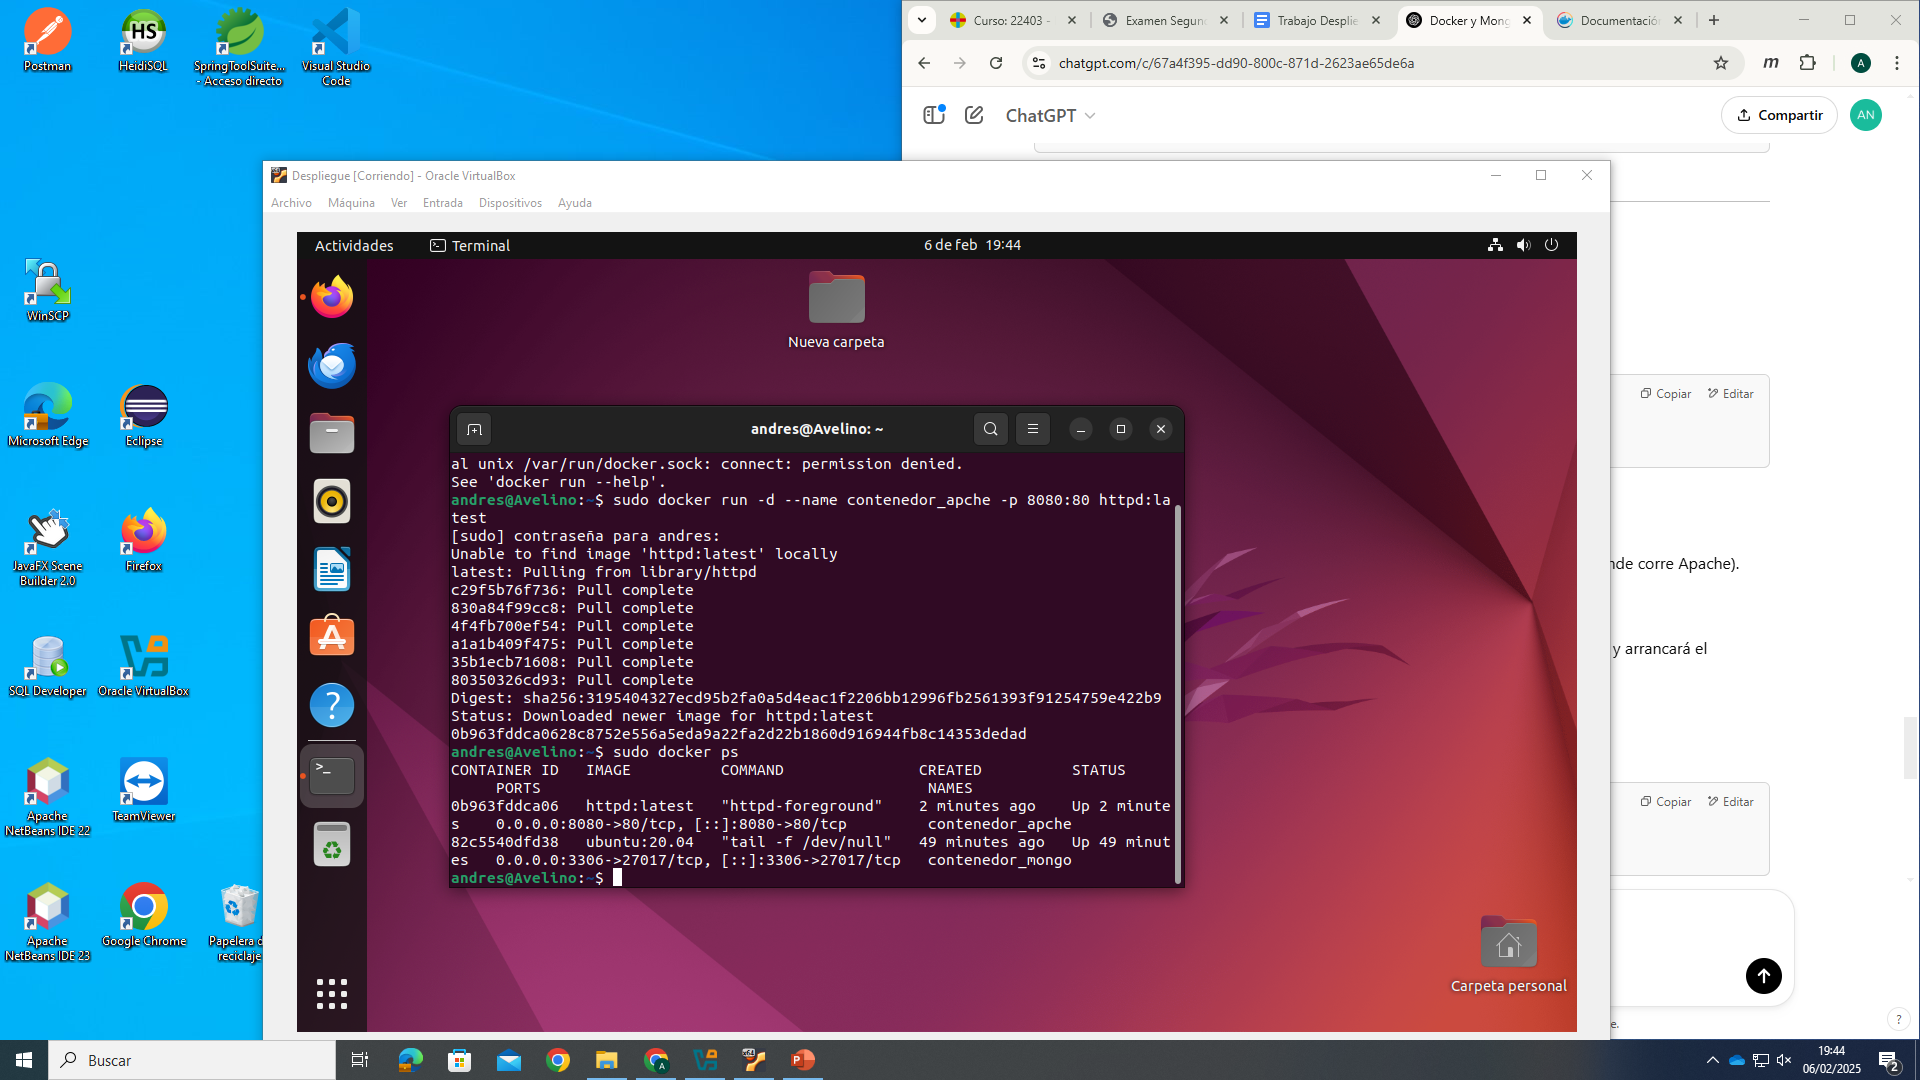 Postman
HeidiSQL
SpringToolSuite...
- Acceso directo
Visual Studio
Code
WinSCP
Microsoft Edge
Eclipse
JavaFX Scene
Builder 2.0
Firefox
SQL Developer
Oracle VirtualBox
Apache
NetBeans IDE 22
TeamViewer
Apache
NetBeans IDE 23
Google Chrome
Papelera d
reciclaje
Curso: 22403 -
Examen Segun
Trabajo Desplie
Docker y Mong
Documentació
chatgpt.com/c/67a4f395-dd90-800c-871d-2623ae65de6a
m
A
ChatGPT
Compartir
AN
Despliegue [Corriendo] - Oracle VirtualBox
Archivo Máquina Ver Entrada Dispositivos Ayuda
Actividades
Terminal
6 de feb 19:44
Nueva carpeta
andres@Avelino: ~
al unix /var/run/docker.sock: connect: permission denied.
See 'docker run --help'.
andres@Avelino:~$ sudo docker run -d --name contenedor_apche -p 8080:80 httpd:la
test
[sudo] contraseña para andres:
Unable to find image 'httpd:latest' locally
latest: Pulling from library/httpd
c29f5b76f736: Pull complete
830a84f99cc8: Pull complete
4f4fb700ef54: Pull complete
a1a1b409f475: Pull complete
35b1ecb71608: Pull complete
80350326cd93: Pull complete
Digest: sha256:3195404327ecd95b2fa0a5d4eac1f2206bb12996fb2561393f91254759e422b9
Status: Downloaded newer image for httpd:latest
0b963fddca0628c8752e556a5eda9a22fa2d22b1860d916944fb8c14353dedad
andres@Avelino:~$ sudo docker ps
CONTAINER ID   IMAGE          COMMAND               CREATED          STATUS
     PORTS                                           NAMES
0b963fddca06   httpd:latest   "httpd-foreground"    2 minutes ago    Up 2 minute
s    0.0.0.0:8080->80/tcp, [::]:8080->80/tcp         contenedor_apche
82c5540dfd38   ubuntu:20.04   "tail -f /dev/null"   49 minutes ago   Up 49 minut
es   0.0.0.0:3306->27017/tcp, [::]:3306->27017/tcp   contenedor_mongo
andres@Avelino:~$
Carpeta personal
Copiar Editar
nde corre Apache).
y arrancará el
Copiar Editar
e.
?
Buscar
19:44
06/02/2025
2